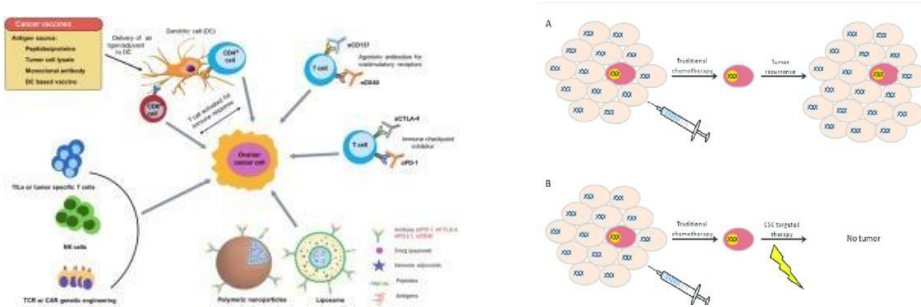 Cancer vaccines
Antigen source:
Peptides/proteins
Tumor cell lysate
Monoclonal antibody
DC based vaccine
Delivery of
to DC
Dendritic cell (DC)
CD4+
cell
CD8+
cell
T cell activated for
immune response
αCD137
T cell
Agonistic antibodies for
costimulatory receptors
αCD40
αCTLA-4
T cell
Immune checkpoint
inhibitor
αPD-1
Ovarian
cancer cell
TILs or tumor specific T cells
NK cells
TCR or CAR genetic engineering
Polymeric nanoparticles
Liposome
Drug
Immune adjuvant
Peptides
Antigens
A
Traditional
chemotherapy
Tumor
recurrence
B
Traditional
chemotherapy
CSC targeted
therapy
No tumor